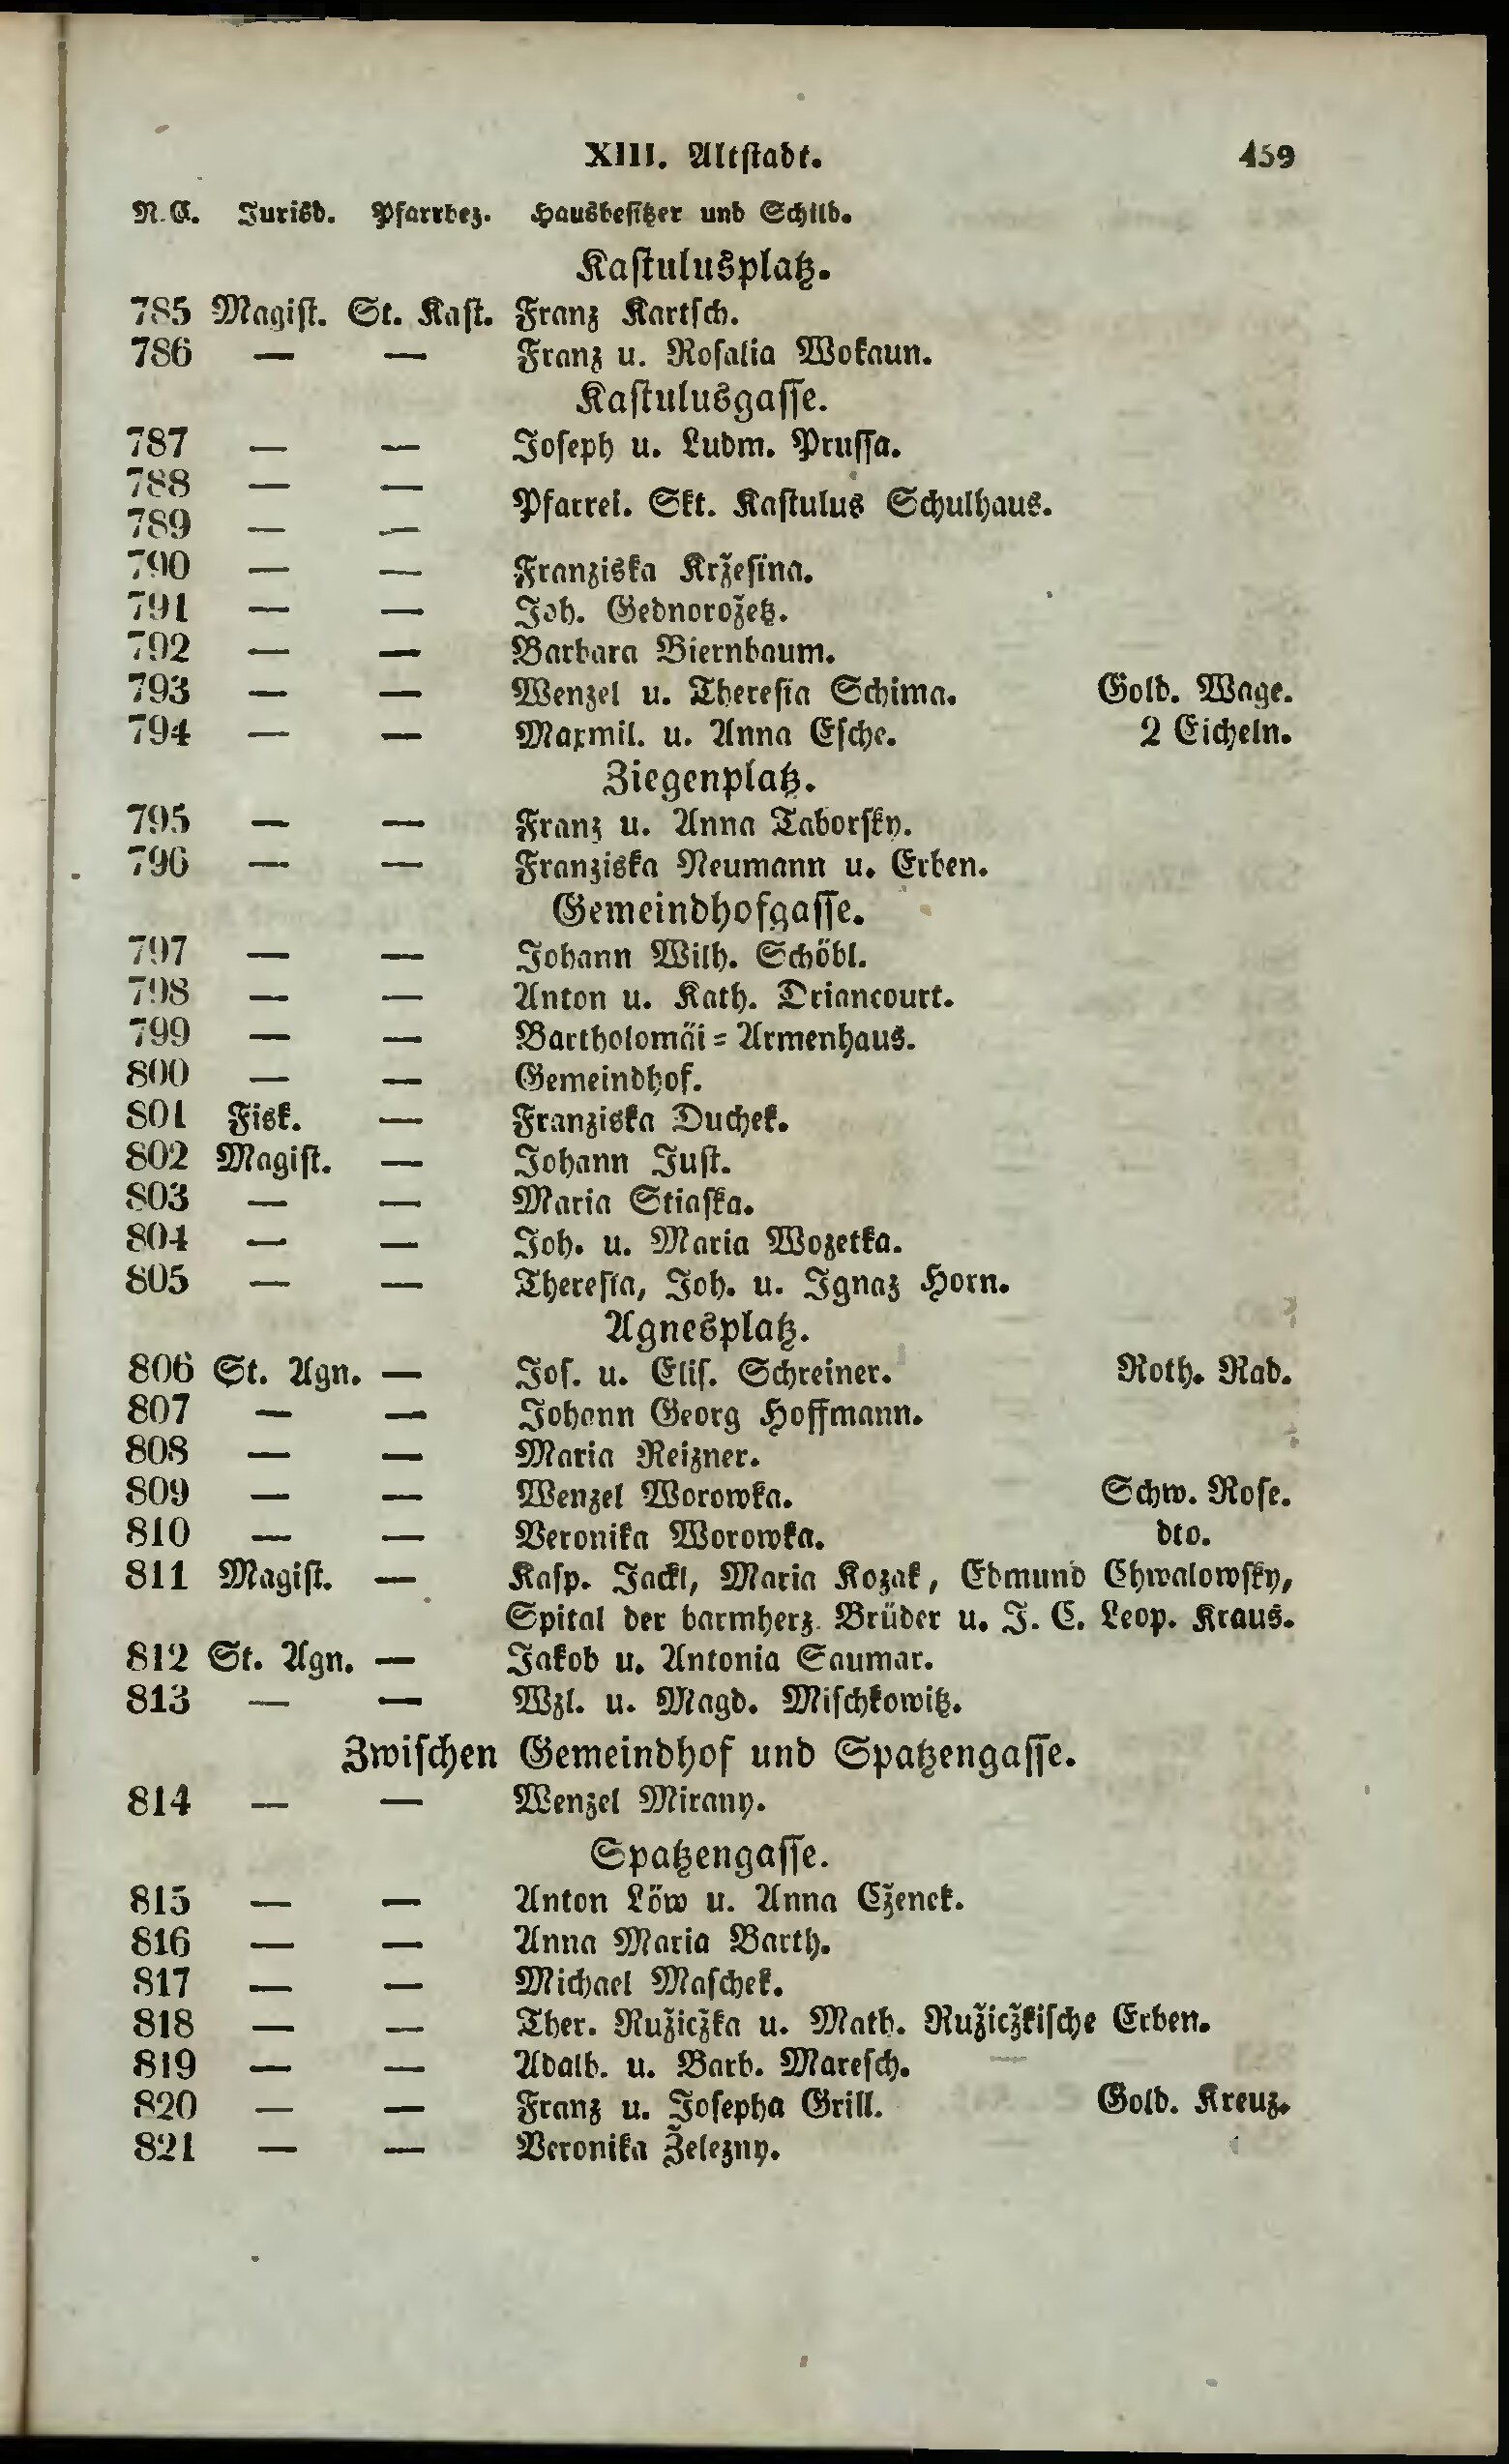 XIII. Altstadt. 459
N. C. Jurisd. Pfarrbez. Hausbesitzer und Schild.
Kastulusplatz.
785 Magist. St. Kast. Franz Kartsch.
786 — — Franz u. Rosalia Wokaun.
Kastulusgasse.
787 — — Joseph u. Ludm. Prussa.
788 — —
Pfarrel. Skt. Kastulus Schulhaus.
789 — —
790 — — Franziska Kržesina.
791 — — Joh. Gednorožetz.
792 — — Barbara Biernbaum.
793 — — Wenzel u. Theresia Schima. Gold. Wage.
794 — — Maxmil. u. Anna Esche. 2 Eicheln.
Ziegenplatz.
795 — — Franz u. Anna Taborsky.
796 — — Franziska Neumann u. Erben.
Gemeindhofgasse.
797 — — Johann Wilh. Schöbl.
798 — — Anton u. Kath. Driancourt.
799 — — Bartholomäi-Armenhaus.
800 — — Gemeindhof.
801 Fisk. — Franziska Duchek.
802 Magist. — Johann Just.
803 — — Maria Stiaska.
804 — — Joh. u. Maria Wozetka.
805 — — Theresia, Joh. u. Ignaz Horn.
Agnesplatz.
806 St. Agn. — Jos. u. Elis. Schreiner. Roth. Rad.
807 — — Johann Georg Hoffmann.
808 — — Maria Reizner.
809 — — Wenzel Worowka. Schw. Rose.
810 — — Veronika Worowka. dto.
811 Magist. — Kasp. Jackl, Maria Kozak, Edmund Chwalowsky,
Spital der barmherz. Brüder u. J. C. Leop. Kraus.
812 St. Agn. — Jakob u. Antonia Saumar.
813 — — Wzl. u. Magd. Mischkowitz.
Zwischen Gemeindhof und Spatzengasse.
814 — — Wenzel Mirany.
Spatzengasse.
815 — — Anton Löw u. Anna Cženek.
816 — — Anna Maria Barth.
817 — — Michael Maschek.
818 — — Ther. Ružicžka u. Math. Ružicžkische Erben.
819 — — Adalb. u. Barb. Maresch.
820 — — Franz u. Josepha Grill. Gold. Kreuz.
821 — — Veronika Železny.